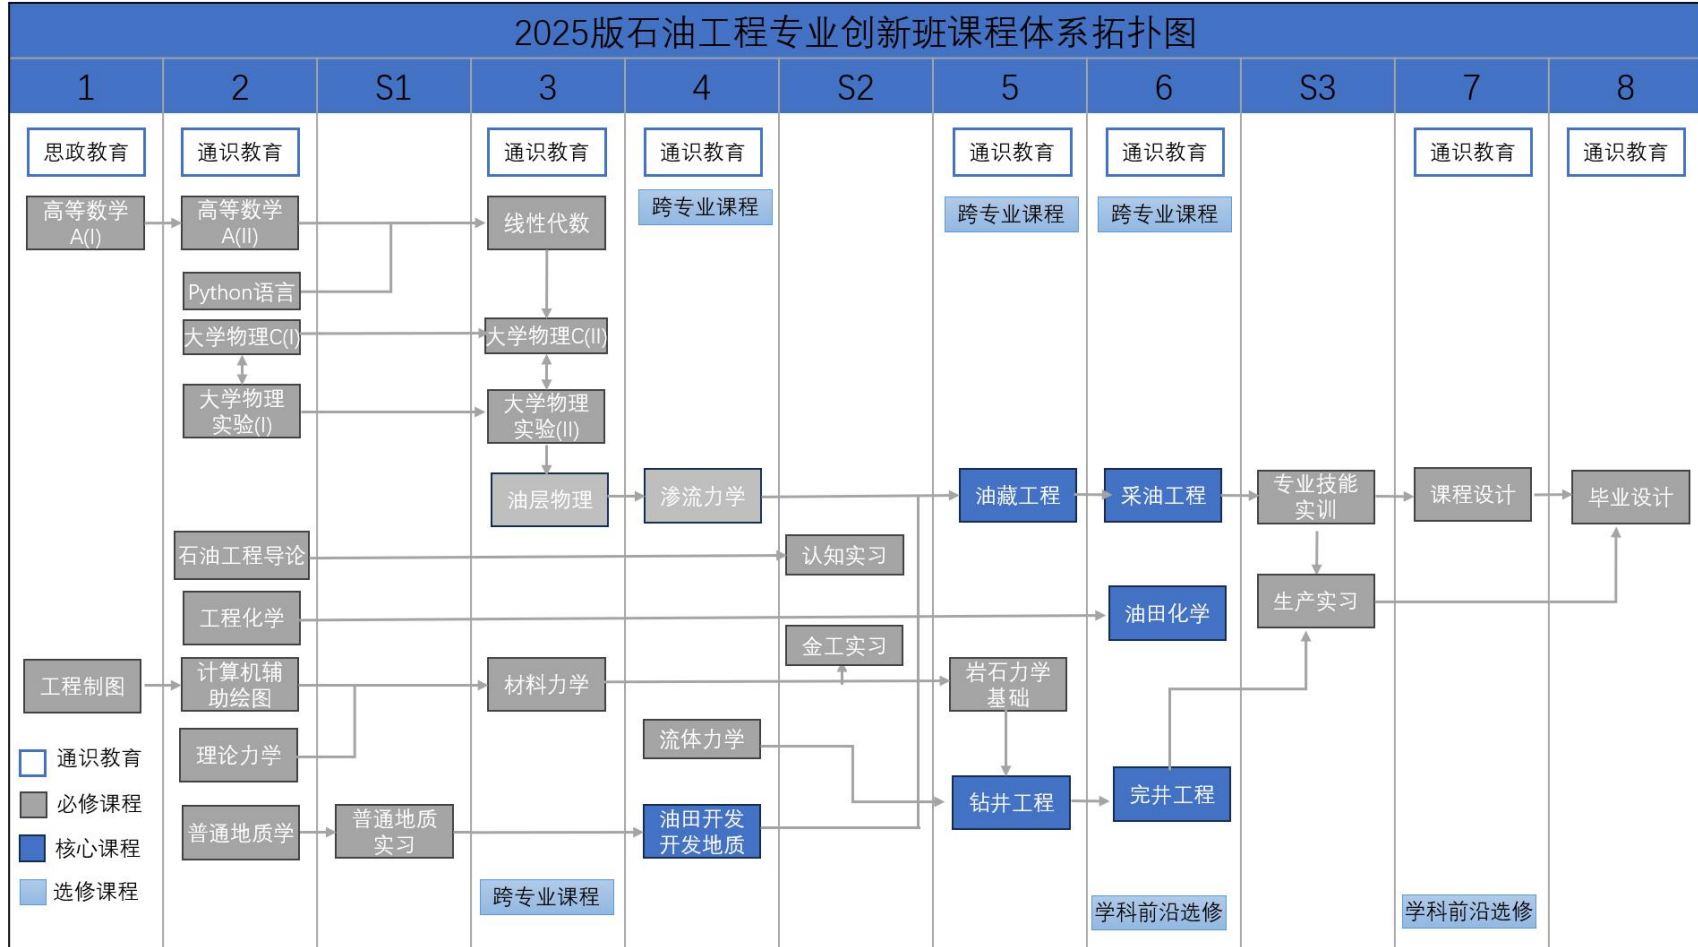 2025版石油工程专业创新班课程体系拓扑图
1
2
S1
3
4
S2
5
6
S3
7
8
思政教育
通识教育
通识教育
通识教育
通识教育
通识教育
通识教育
通识教育
高等数学
A(I)
高等数学
A(II)
线性代数
跨专业课程
跨专业课程
跨专业课程
Python语言
大学物理C(I)
大学物理C(II)
大学物理
实验(I)
大学物理
实验(II)
油层物理
渗流力学
油藏工程
采油工程
专业技能
实训
课程设计
毕业设计
石油工程导论
认知实习
工程化学
油田化学
生产实习
金工实习
工程制图
计算机辅
助绘图
材料力学
岩石力学
基础
理论力学
流体力学
钻井工程
完井工程
普通地质学
普通地质
实习
油田开发
开发地质
通识教育
必修课程
核心课程
选修课程
跨专业课程
学科前沿选修
学科前沿选修